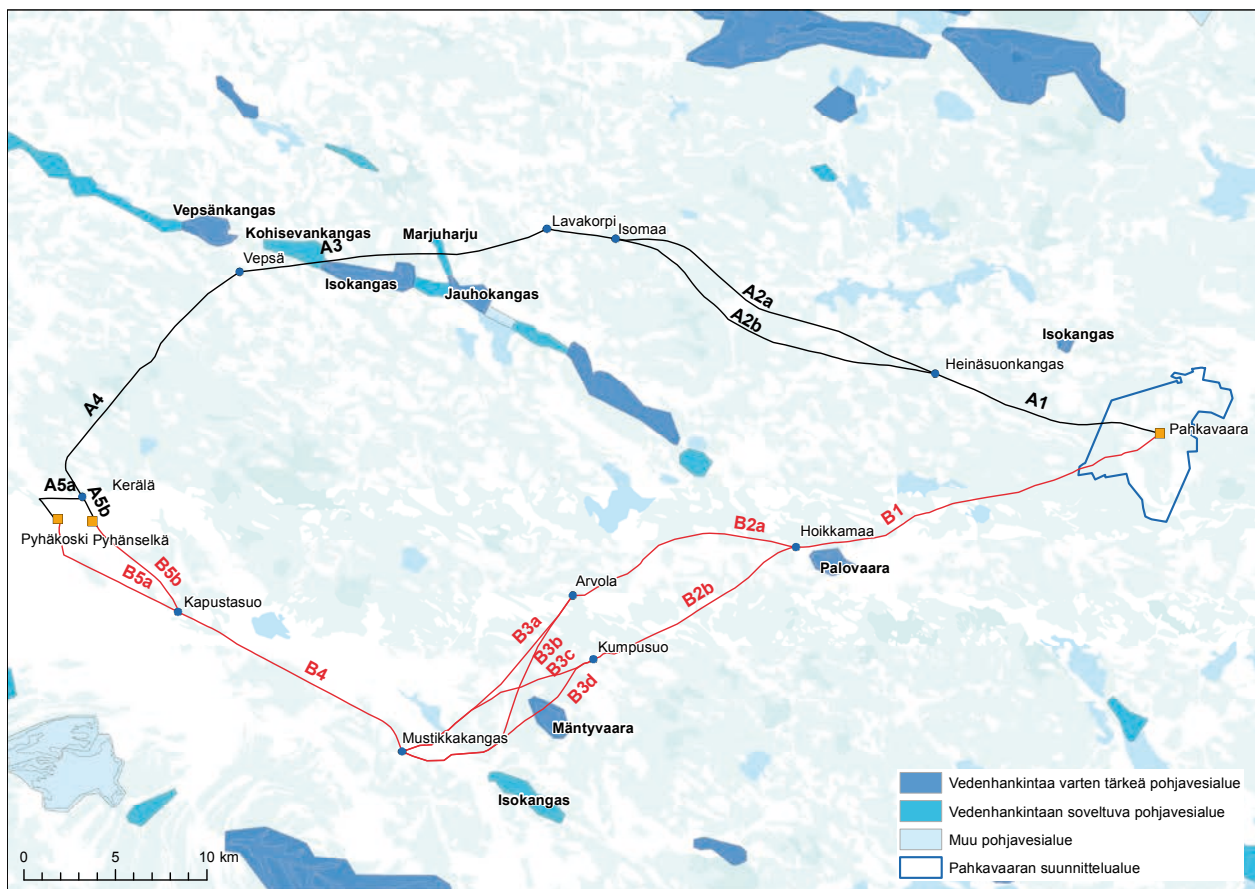 Vepsänkangas
Lavakorpi
Isomaa
Kohisevankangas
Marjuharju
A3
Vepsä
Isokangas
Jauhokangas
A2a
A2b
Isokangas
Heinäsuonkangas
A4
A1
Pahkavaara
A5a
Kerälä
A5b
B1
B2a
Pyhäkoski
Pyhänselkä
Hoikkamaa
Palovaara
B5b
B5a
Arvola
B2b
Kapustasuo
B3a
B3b
Kumpusuo
B3c
B4
B3d
Mäntyvaara
Mustikkakangas
Isokangas
Vedenhankintaa varten tärkeä pohjavesialue
Vedenhankintaan soveltuva pohjavesialue
Muu pohjavesialue
Pahkavaaran suunnittelualue
0 5 10 km